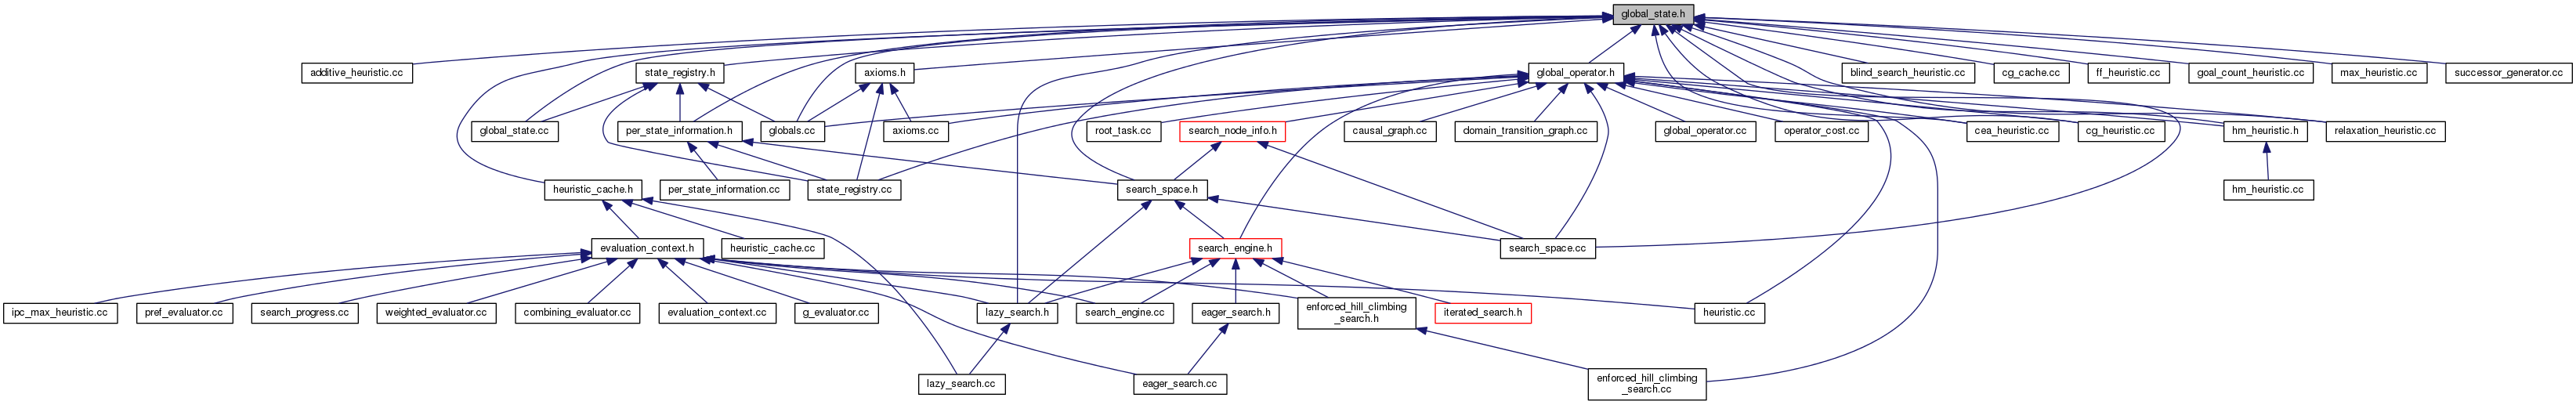 global_state.h
additive_heuristic.cc
state_registry.h
axioms.h
global_operator.h
blind_search_heuristic.cc
cg_cache.cc
ff_heuristic.cc
goal_count_heuristic.cc
max_heuristic.cc
successor_generator.cc
global_state.cc
per_state_information.h
globals.cc
axioms.cc
root_task.cc
search_node_info.h
causal_graph.cc
domain_transition_graph.cc
global_operator.cc
operator_cost.cc
cea_heuristic.cc
cg_heuristic.cc
hm_heuristic.h
relaxation_heuristic.cc
heuristic_cache.h
per_state_information.cc
state_registry.cc
search_space.h
hm_heuristic.cc
evaluation_context.h
heuristic_cache.cc
search_engine.h
search_space.cc
ipc_max_heuristic.cc
pref_evaluator.cc
search_progress.cc
weighted_evaluator.cc
combining_evaluator.cc
evaluation_context.cc
g_evaluator.cc
lazy_search.h
search_engine.cc
eager_search.h
enforced_hill_climbing
_search.h
iterated_search.h
heuristic.cc
lazy_search.cc
eager_search.cc
enforced_hill_climbing
_search.cc